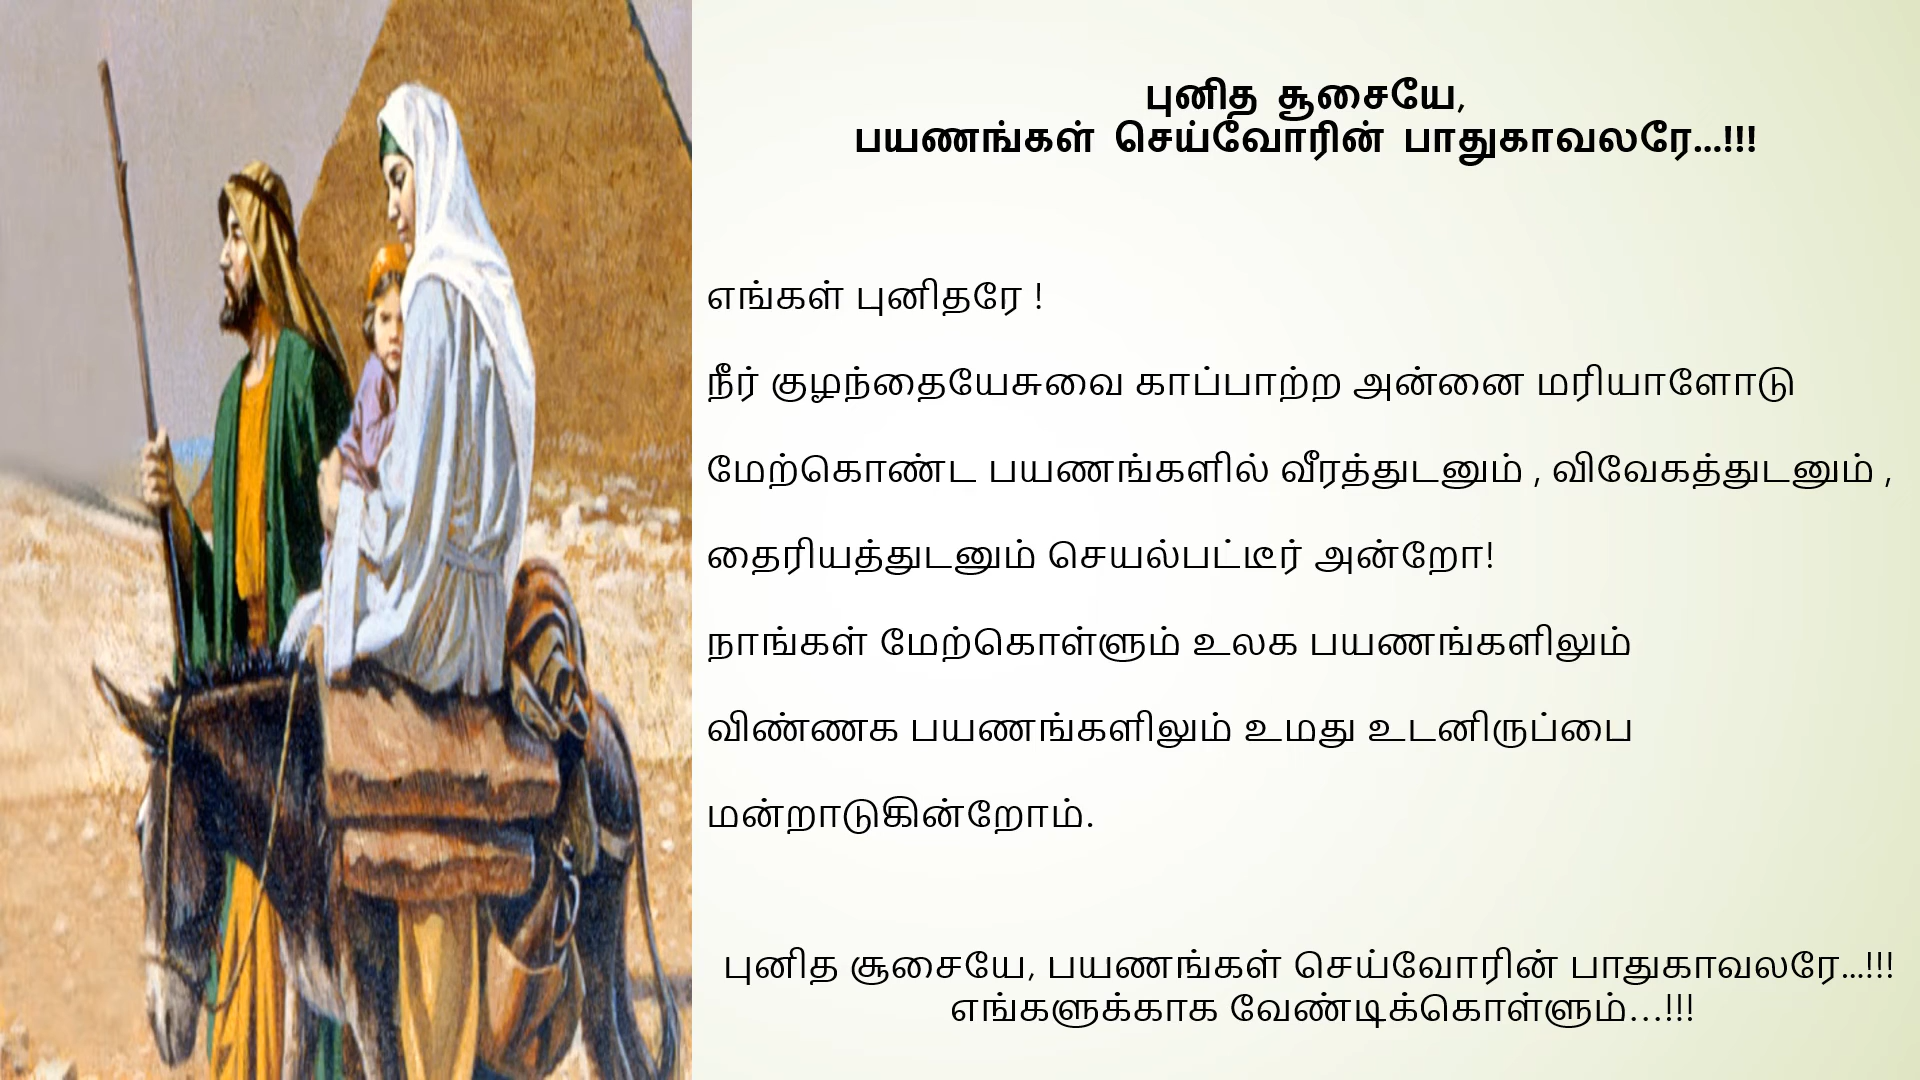 புனித சூசையே,
பயணங்கள் செய்வோரின் பாதுகாவலரே...!!!
எங்கள் புனிதரே !
நீர் குழந்தையேசுவை காப்பாற்ற அன்னை மரியாளோடு
மேற்கொண்ட பயணங்களில் வீரத்துடனும் , விவேகத்துடனும் ,
தைரியத்துடனும் செயல்பட்டீர் அன்றோ!
நாங்கள் மேற்கொள்ளும் உலக பயணங்களிலும்
விண்ணக பயணங்களிலும் உமது உடனிருப்பை
மன்றாடுகின்றோம்.
புனித சூசையே, பயணங்கள் செய்வோரின் பாதுகாவலரே...!!!
எங்களுக்காக வேண்டிக்கொள்ளும்...!!!